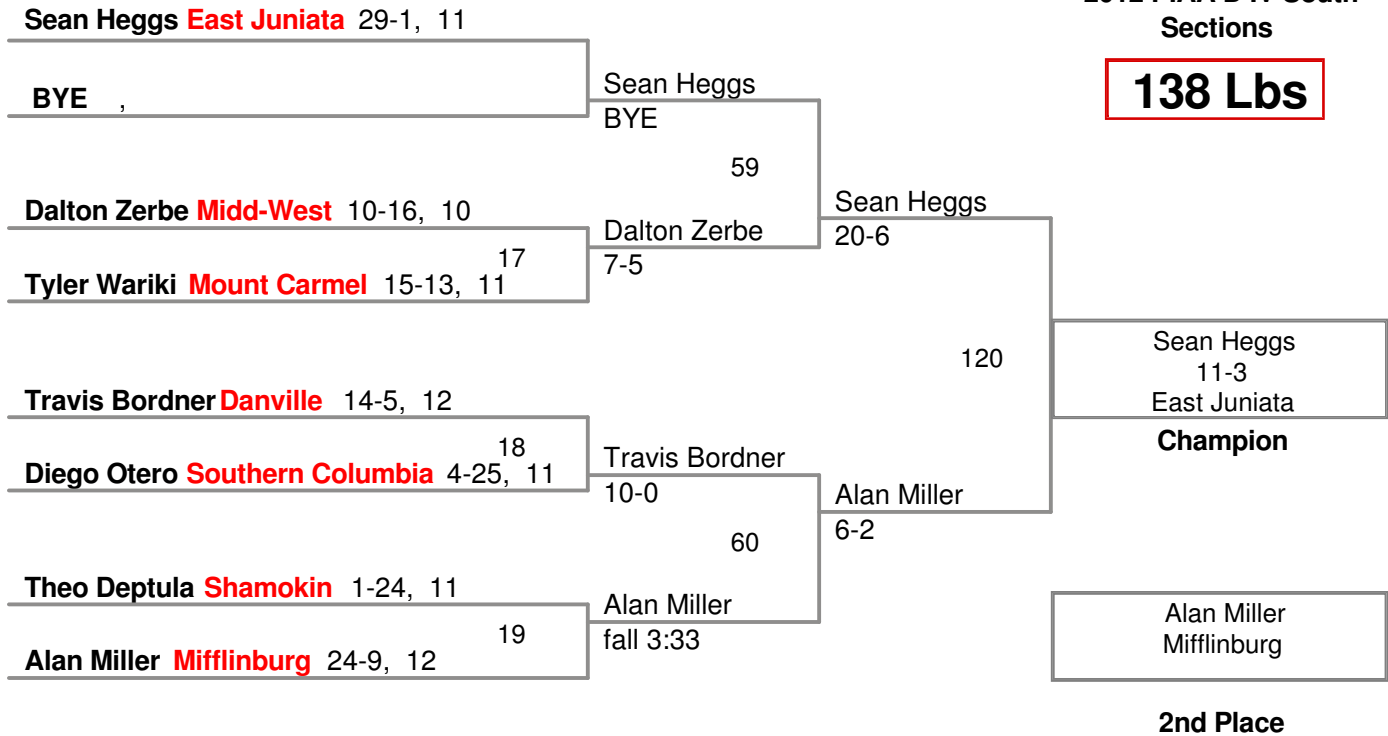 Sean Heggs East Juniata 29-1, 11
Sections
138 Lbs
BYE ,
Sean Heggs
BYE
59
Dalton Zerbe Midd-West 10-16, 10
Sean Heggs
20-6
Dalton Zerbe
7-5
17
Tyler Wariki Mount Carmel 15-13, 11
120
Sean Heggs
11-3
East Juniata
Champion
Travis Bordner Danville 14-5, 12
18
Diego Otero Southern Columbia 4-25, 11
Travis Bordner
10-0
Alan Miller
6-2
60
Theo Deptula Shamokin 1-24, 11
Alan Miller
fall 3:33
19
Alan Miller Mifflinburg 24-9, 12
Alan Miller
Mifflinburg
2nd Place